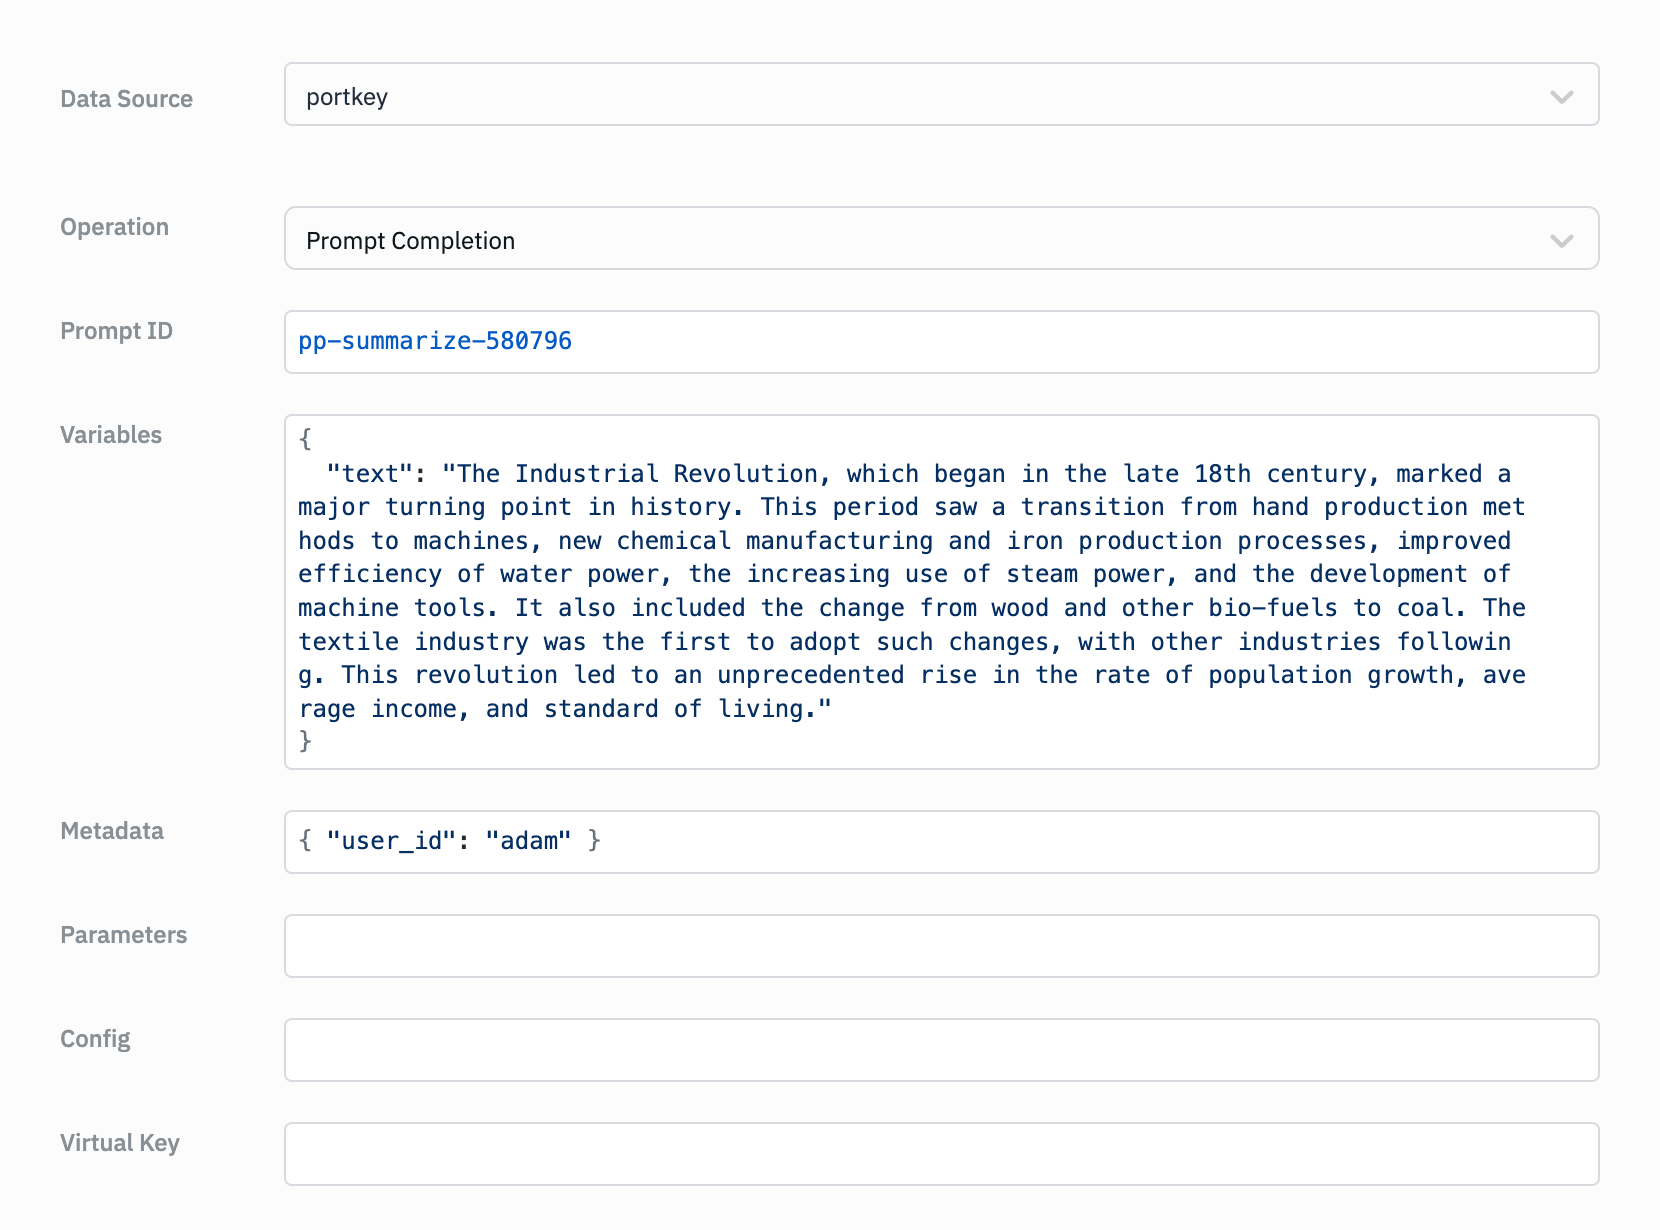 Data Source
portkey
Operation
Prompt Completion
Prompt ID
pp-summarize-580796
Variables
{
  "text": "The Industrial Revolution, which began in the late 18th century, marked a
major turning point in history. This period saw a transition from hand production met
hods to machines, new chemical manufacturing and iron production processes, improved
efficiency of water power, the increasing use of steam power, and the development of
machine tools. It also included the change from wood and other bio-fuels to coal. The
textile industry was the first to adopt such changes, with other industries followin
g. This revolution led to an unprecedented rise in the rate of population growth, ave
rage income, and standard of living."
}
Metadata
{ "user_id": "adam" }
Parameters
Config
Virtual Key